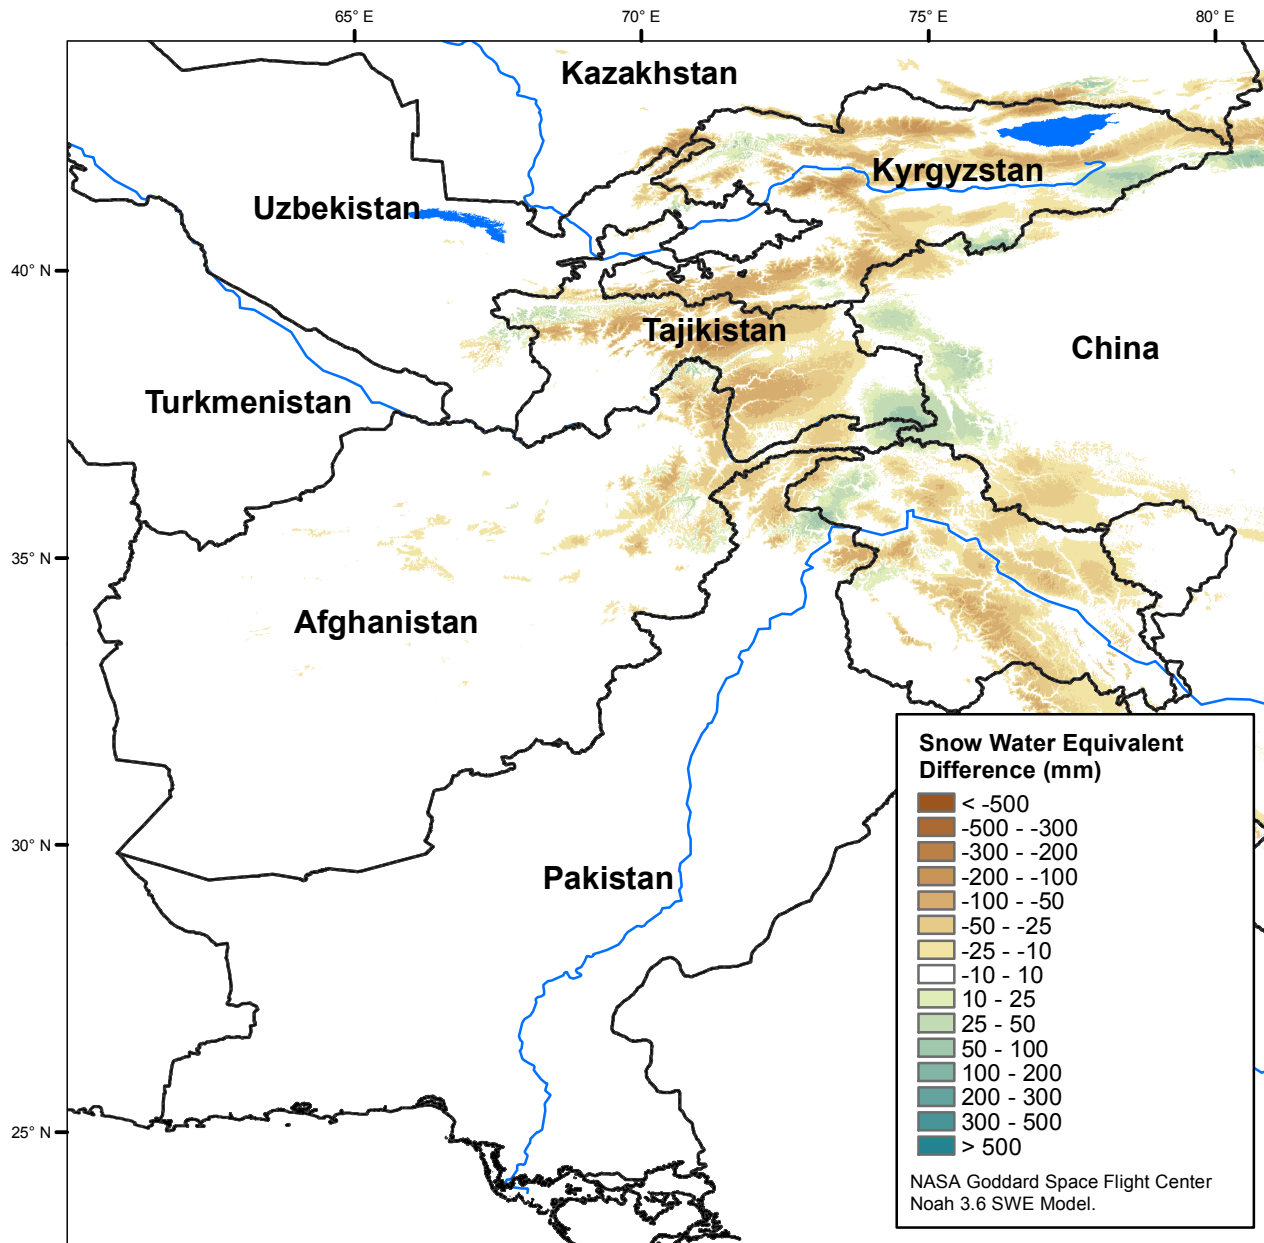 65° E
70° E
75° E
80° E
Kazakhstan
Kyrgyzstan
Uzbekistan
40° N
Tajikistan
China
Turkmenistan
35° N
Afghanistan
30° N
Pakistan
25° N
Snow Water Equivalent
Difference (mm)
< -500
-500 - -300
-300 - -200
-200 - -100
-100 - -50
-50 - -25
-25 - -10
-10 - 10
10 - 25
25 - 50
50 - 100
100 - 200
200 - 300
300 - 500
> 500
NASA Goddard Space Flight Center
Noah 3.6 SWE Model.